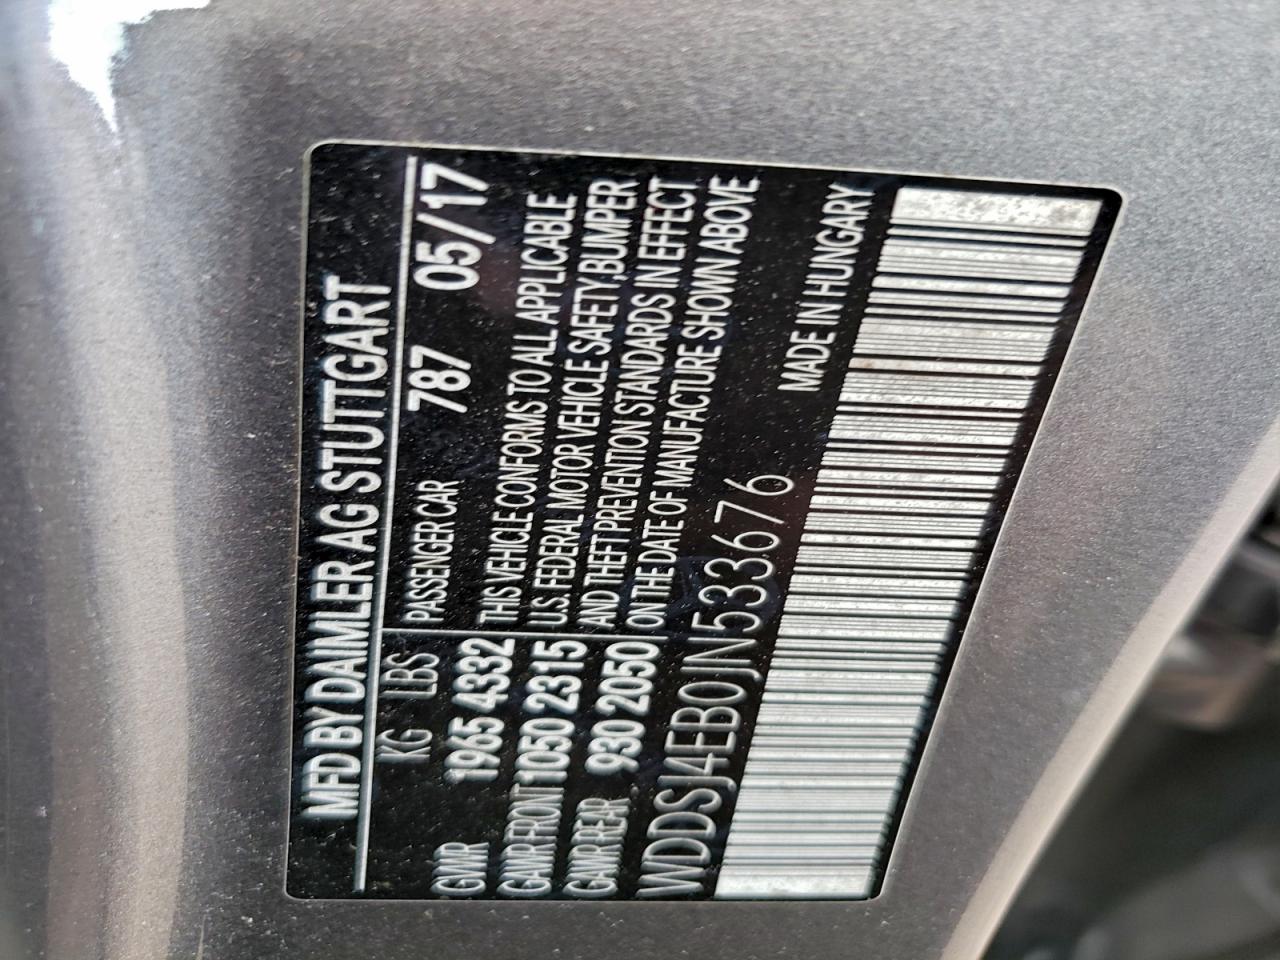 MFD BY DAIMLER AG STUTTGART
KG LBS PASSENGER CAR 787 05/17
GVWR 1965 4332 THIS VEHICLE CONFORMS TO ALL APPLICABLE
GAWR FRONT 1050 2315 U.S. FEDERAL MOTOR VEHICLE SAFETY, BUMPER
GAWR REAR 930 2050 AND THEFT PREVENTION STANDARDS IN EFFECT
ON THE DATE OF MANUFACTURE SHOWN ABOVE
WDDSJ4EB0JN533676
MADE IN HUNGARY